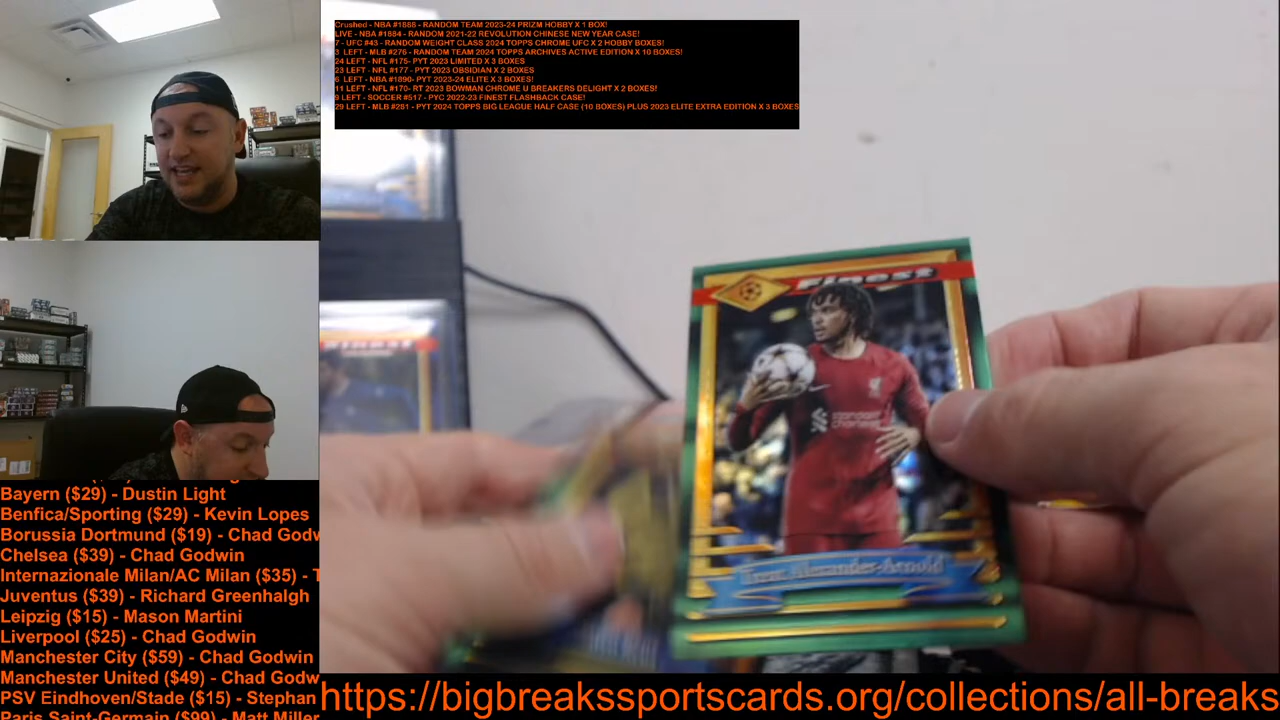 Crushed - NBA #1888 - RANDOM TEAM 2023-24 PRIZM HOBBY X 1 BOX!
LIVE - NBA #1884 - RANDOM 2021-22 REVOLUTION CHINESE NEW YEAR CASE!
7 - UFC #43 - RANDOM WEIGHT CLASS 2024 TOPPS CHROME UFC X 2 HOBBY BOXES!
3 LEFT - MLB #276 - RANDOM TEAM 2024 TOPPS ARCHIVES ACTIVE EDITION X 10 BOXES!
24 LEFT - NFL #175- PYT 2023 LIMITED X 3 BOXES
23 LEFT - NFL #177 - PYT 2023 OBSIDIAN X 2 BOXES
6 LEFT - NBA #1890- PYT 2023-24 ELITE X 3 BOXES!
11 LEFT - NFL #170- RT 2023 BOWMAN CHROME U BREAKERS DELIGHT X 2 BOXES!
9 LEFT - SOCCER #517 - PYC 2022-23 FINEST FLASHBACK CASE!
29 LEFT - MLB #281 - PYT 2024 TOPPS BIG LEAGUE HALF CASE (10 BOXES) PLUS 2023 ELITE EXTRA EDITION X 3 BOXES
Finest
standard
chartered
Trent Alexander-Arnold
Finest
Bayern ($29) - Dustin Light
Benfica/Sporting ($29) - Kevin Lopes
Borussia Dortmund ($19) - Chad Godw
Chelsea ($39) - Chad Godwin
Internazionale Milan/AC Milan ($35) - T
Juventus ($39) - Richard Greenhalgh
Leipzig ($15) - Mason Martini
Liverpool ($25) - Chad Godwin
Manchester City ($59) - Chad Godwin
Manchester United ($49) - Chad Godw
PSV Eindhoven/Stade ($15) - Stephan
Paris Saint-Germain ($99) - Matt Miller
https://bigbreakssportscards.org/collections/all-breaks